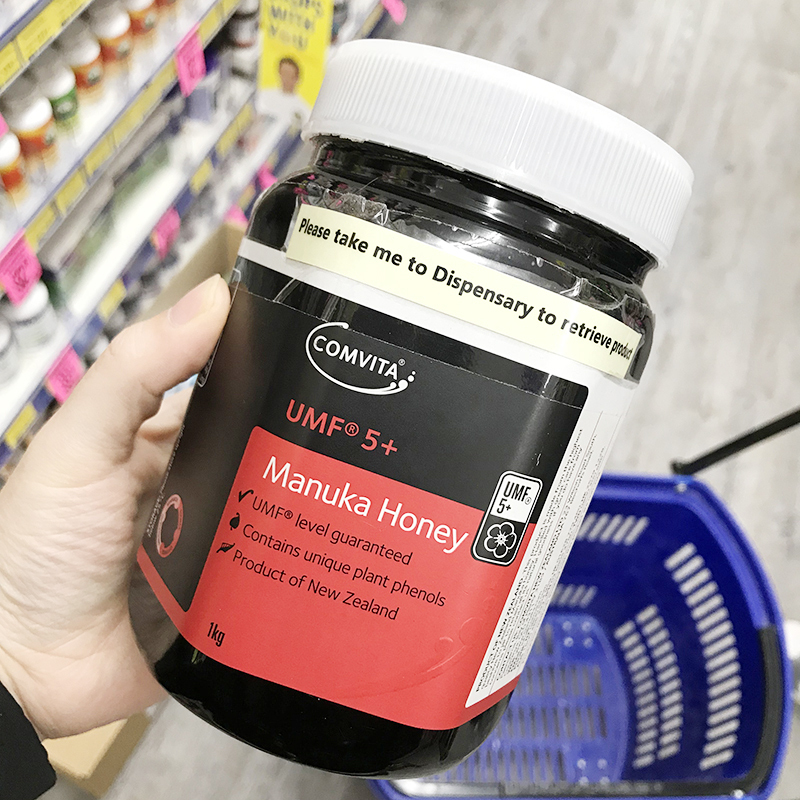 WITH
Please take me to Dispensary to retrieve product
COMVITA®
UMF® 5+
Manuka Honey
UMF® level guaranteed
Contains unique plant phenols
Product of New Zealand
1kg
UMF®
5+